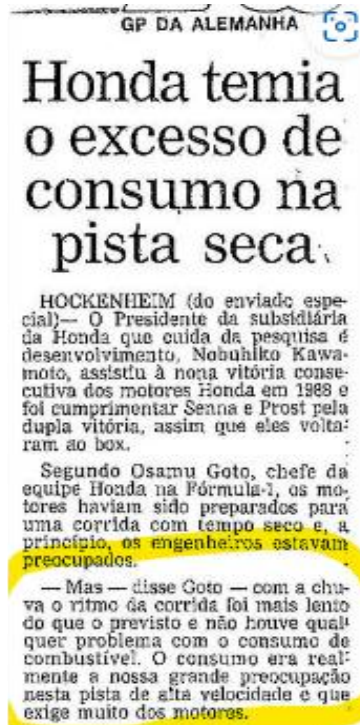 GP DA ALEMANHA
Honda temia
o excesso de
consumo na
pista seca
HOCKENHEIM (do enviado espe-
cial)— O Presidente da subsidiária
da Honda que cuida da pesquisa e
desenvolvimento, Nobuhiko Kawa-
moto, assistiu à nona vitória conse-
cutiva dos motores Honda em 1988 e
foi cumprimentar Senna e Prost pela
dupla vitória, assim que eles volta-
ram ao box.
Segundo Osamu Goto, chefe da
equipe Honda na Fórmula-1, os mo-
tores haviam sido preparados para
uma corrida com tempo seco e, a
princípio, os engenheiros estavam
preocupados.
— Mas — disse Goto — com a chu-
va o ritmo da corrida foi mais lento
do que o previsto e não houve qual-
quer problema com o consumo de
combustível. O consumo era real-
mente a nossa grande preocupação
nesta pista de alta velocidade e que
exige muito dos motores.